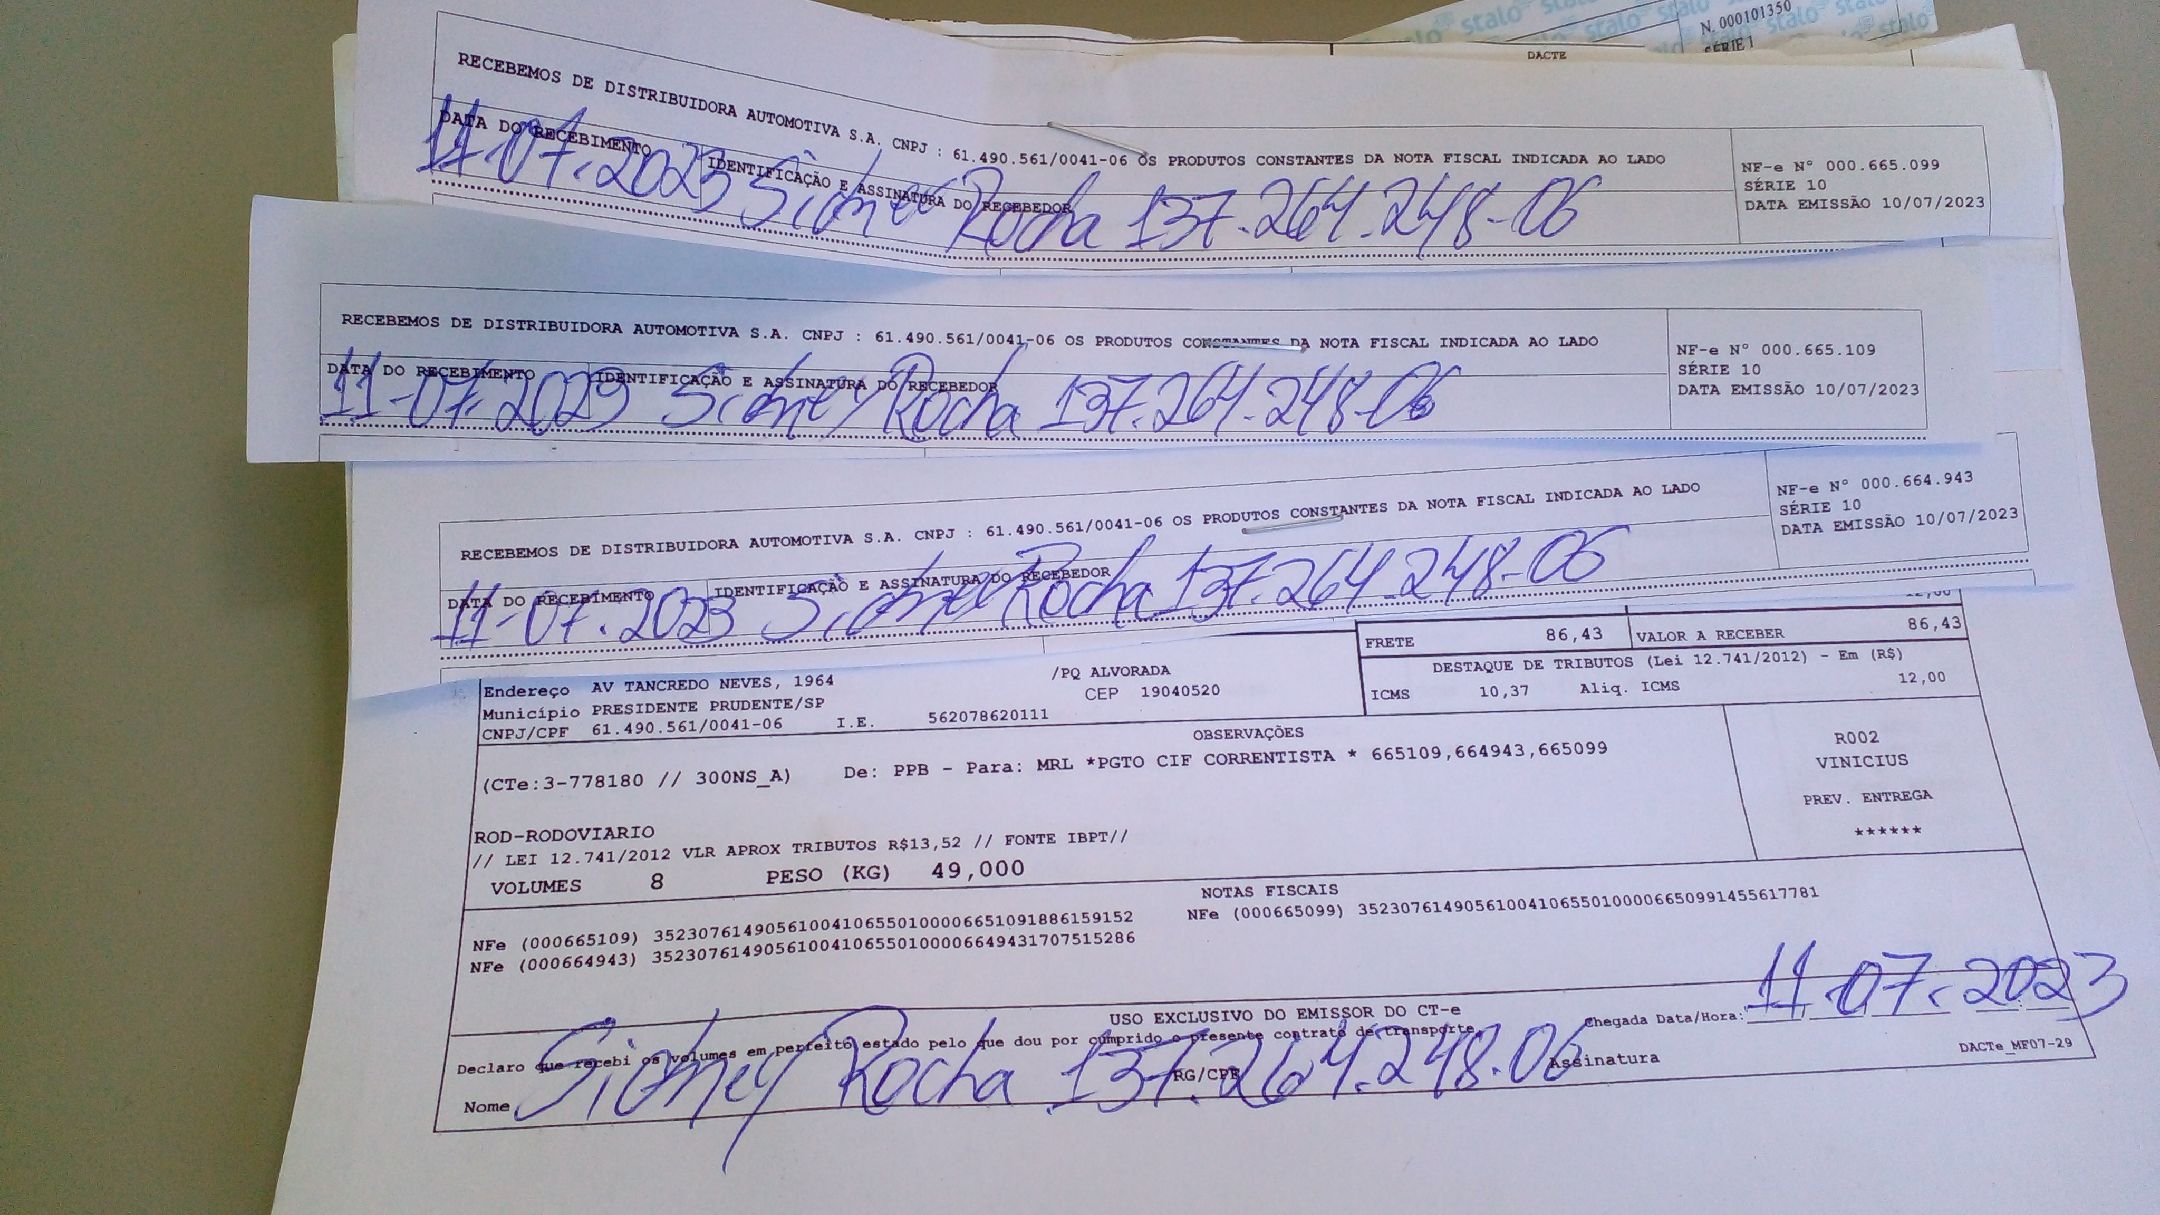 stalo stalo stalo stalo
N. 000101350
SÉRIE 1
stalo stalo stalo
DACTE
RECEBEMOS DE DISTRIBUIDORA AUTOMOTIVA S.A. CNPJ : 61.490.561/0041-06 OS PRODUTOS CONSTANTES DA NOTA FISCAL INDICADA AO LADO
NF-e N° 000.665.099
SÉRIE 10
DATA EMISSÃO 10/07/2023
DATA DO RECEBIMENTO IDENTIFICAÇÃO E ASSINATURA DO RECEBEDOR
11-07.2023 Sidney Rocha 137.264.248-06
RECEBEMOS DE DISTRIBUIDORA AUTOMOTIVA S.A. CNPJ : 61.490.561/0041-06 OS PRODUTOS CONSTANTES DA NOTA FISCAL INDICADA AO LADO
NF-e N° 000.665.109
SÉRIE 10
DATA EMISSÃO 10/07/2023
DATA DO RECEBIMENTO IDENTIFICAÇÃO E ASSINATURA DO RECEBEDOR
11-07.2023 Sidney Rocha 137.264.248-06
RECEBEMOS DE DISTRIBUIDORA AUTOMOTIVA S.A. CNPJ : 61.490.561/0041-06 OS PRODUTOS CONSTANTES DA NOTA FISCAL INDICADA AO LADO
NF-e N° 000.664.943
SÉRIE 10
DATA EMISSÃO 10/07/2023
DATA DO RECEBIMENTO IDENTIFICAÇÃO E ASSINATURA DO RECEBEDOR
11-07.2023 Sidney Rocha 137.264.248-06
FRETE 86,43 VALOR A RECEBER 86,43
DESTAQUE DE TRIBUTOS (Lei 12.741/2012) - Em (R$)
ICMS 10,37 Aliq. ICMS 12,00
Endereço AV TANCREDO NEVES, 1964 /PQ ALVORADA
Município PRESIDENTE PRUDENTE/SP CEP 19040520
CNPJ/CPF 61.490.561/0041-06 I.E. 562078620111
OBSERVAÇÕES
(CTe:3-778180 // 300NS_A) De: PPB - Para: MRL *PGTO CIF CORRENTISTA * 665109,664943,665099
R002
VINICIUS
PREV. ENTREGA
******
ROD-RODOVIARIO
// LEI 12.741/2012 VLR APROX TRIBUTOS R$13,52 // FONTE IBPT//
VOLUMES 8 PESO (KG) 49,000
NOTAS FISCAIS
NFe (000665109) 35230761490561004106550100006651091886159152 NFe (000665099) 35230761490561004106550100006650991455617781
NFe (000664943) 35230761490561004106550100006649431707515286
USO EXCLUSIVO DO EMISSOR DO CT-e
Declaro que recebi os volumes em perfeito estado pelo que dou por cumprido o presente contrato de transporte.
Chegada Data/Hora: 11.07.2023
Nome Sidney Rocha RG/CPF 137.264.248.06 Assinatura
DACTe_MF07-29